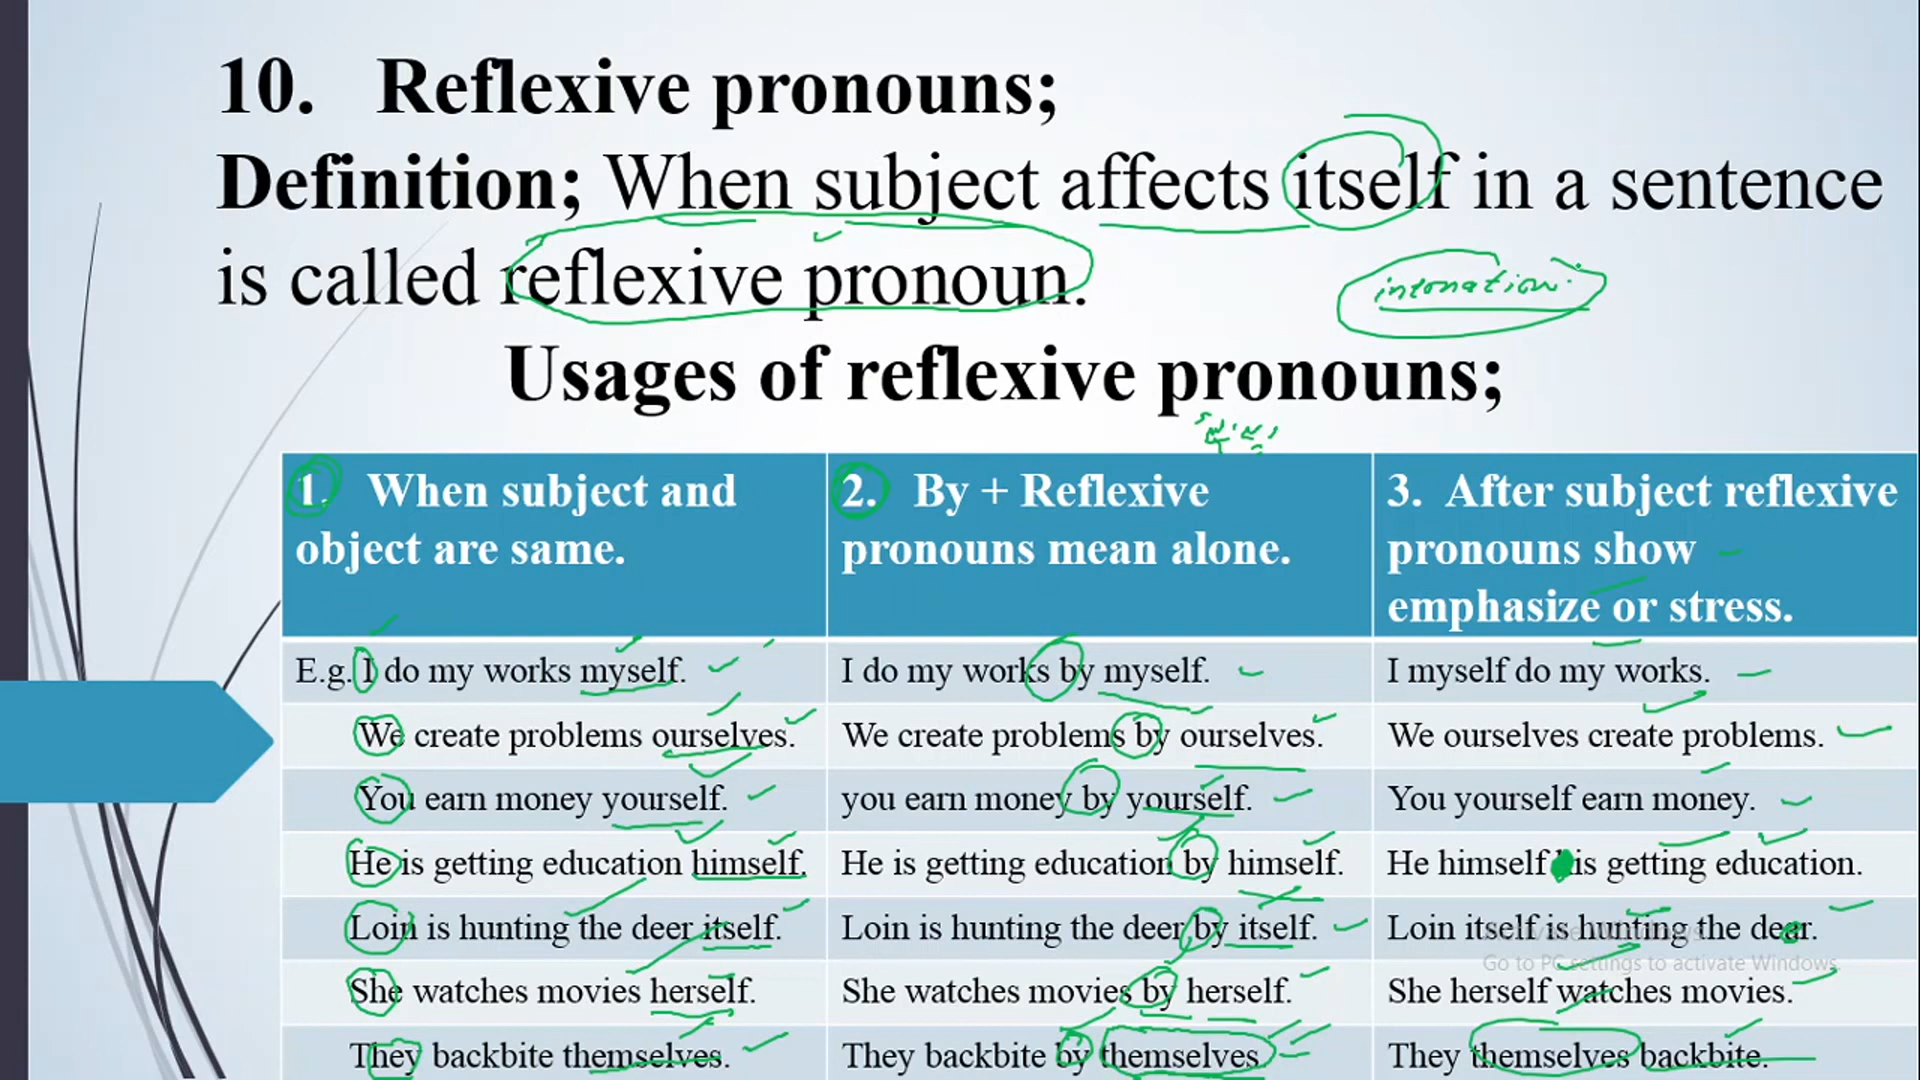 10. Reflexive pronouns;
Definition; When subject affects itself in a sentence
is called reflexive pronoun.
intonation.
Usages of reflexive pronouns;
1. When subject and
object are same.
2. By + Reflexive
pronouns mean alone.
3. After subject reflexive
pronouns show
emphasize or stress.
E.g. I do my works myself.
I do my works by myself.
I myself do my works.
We create problems ourselves.
We create problems by ourselves.
We ourselves create problems.
You earn money yourself.
you earn money by yourself.
You yourself earn money.
He is getting education himself.
He is getting education by himself.
He himself is getting education.
Loin is hunting the deer itself.
Loin is hunting the deer by itself.
Loin itself is hunting the deer.
Activate Windows
Go to PC settings to activate Windows.
She watches movies herself.
She watches movies by herself.
She herself watches movies.
They backbite themselves.
They backbite by themselves.
They themselves backbite.